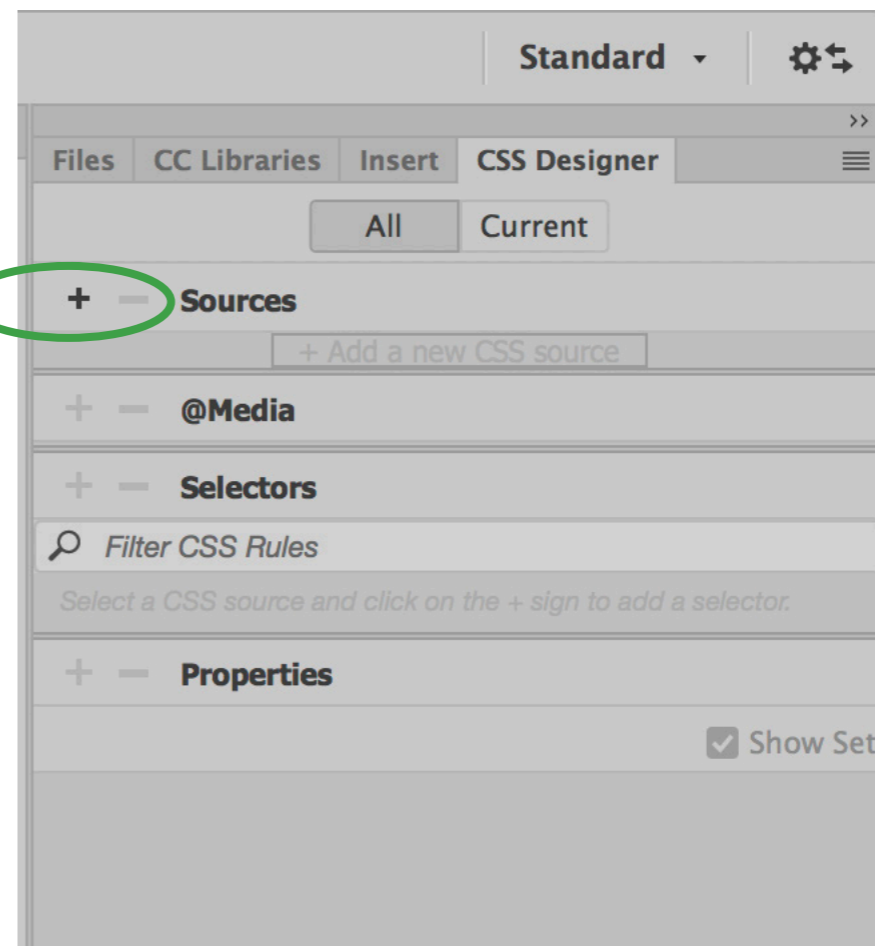 Standard
>>
Files CC Libraries Insert CSS Designer
All Current
+ − Sources
+ Add a new CSS source
+ − @Media
+ − Selectors
Filter CSS Rules
Select a CSS source and click on the + sign to add a selector.
+ − Properties
Show Set